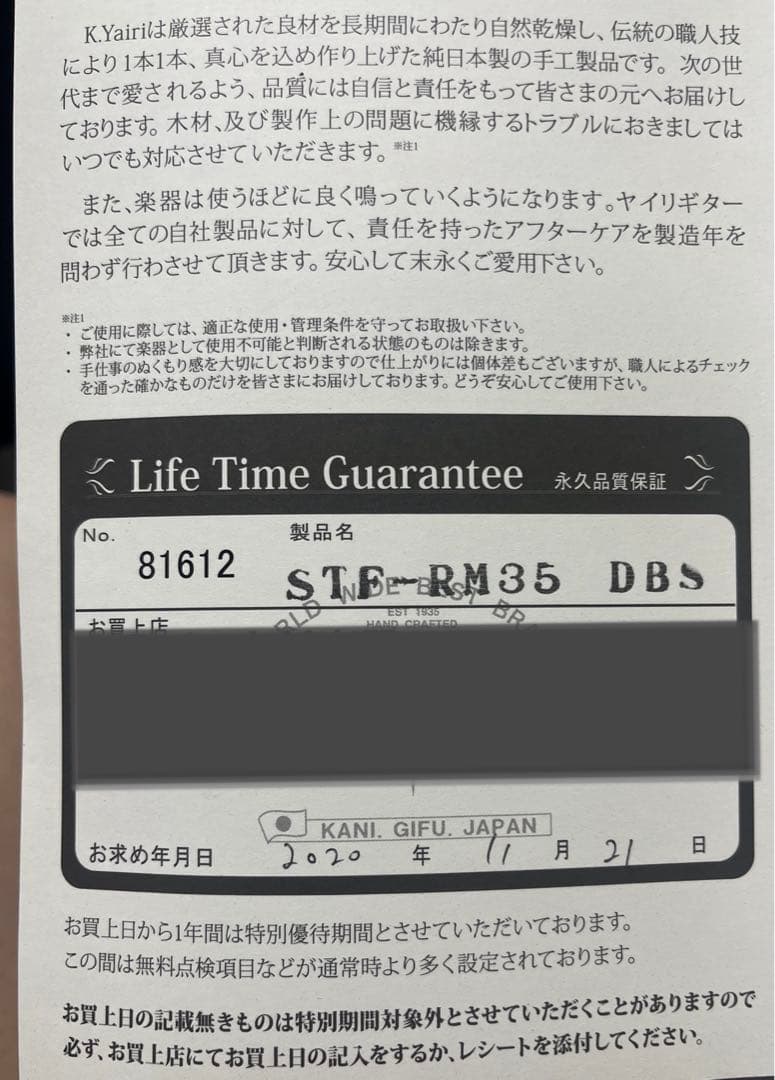 K.Yairiは厳選された良材を長期間にわたり自然乾燥し、伝統の職人技
により1本1本、真心を込め作り上げた純日本製の手工製品です。次の世
代まで愛されるよう、品質には自信と責任をもって皆さまの元へお届けし
ております。木材、及び製作上の問題に機縁するトラブルにおきましては
いつでも対応させていただきます。※注1
また、楽器は使うほどに良く鳴っていくようになります。ヤイリギター
では全ての自社製品に対して、責任を持ったアフターケアを製造年を
問わず行わさせて頂きます。安心して末永くご愛用下さい。
※注1
・ご使用に際しては、適正な使用・管理条件を守ってお取扱い下さい。
・弊社にて楽器として使用不可能と判断される状態のものは除きます。
・手仕事のぬくもり感を大切にしておりますので仕上がりには個体差もございますが、職人によるチェック
を通った確かなものだけを皆さまにお届けしております。どうぞ安心してご使用下さい。
Life Time Guarantee 永久品質保証
No. 製品名
81612 STF-RM35 DBS
WORLD WIDE BEST BRA
EST 1935
HAND CRAFTED
お買上店
KANI. GIFU. JAPAN
お求め年月日 2020 年 11 月 21 日
お買上日から1年間は特別優待期間とさせていただいております。
この間は無料点検項目などが通常時より多く設定されております。
お買上日の記載無きものは特別期間対象外とさせていただくことがありますので
必ず、お買上店にてお買上日の記入をするか、レシートを添付してください。